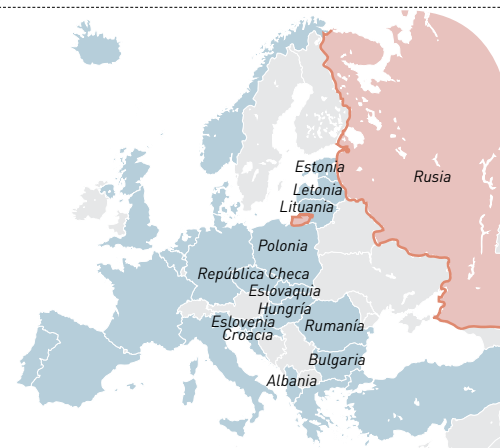 Estonia
Letonia
Rusia
Lituania
Polonia
República Checa
Eslovaquia
Hungría
Eslovenia
Rumanía
Croacia
Bulgaria
Albania